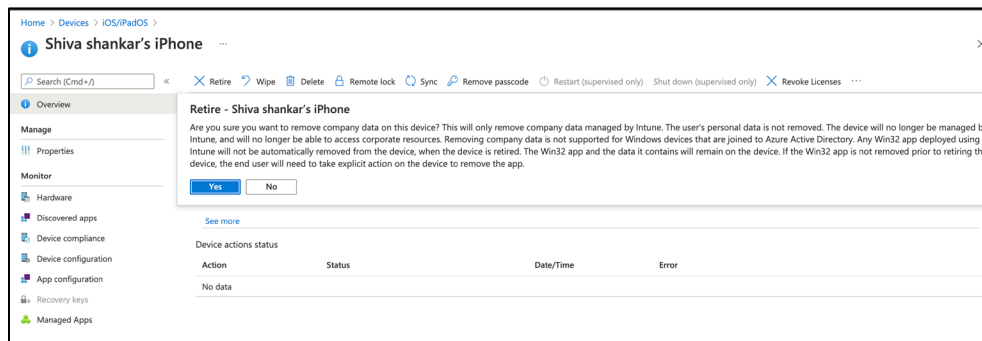 Home > Devices > iOS/iPadOS >
Shiva shankar's iPhone ...
Search (Cmd+/)
«
Retire
Wipe
Delete
Remote lock
Sync
Remove passcode
Restart (supervised only)
Shut down (supervised only)
Revoke Licenses
...
Overview
Manage
Properties
Monitor
Hardware
Discovered apps
Device compliance
Device configuration
App configuration
Recovery keys
Managed Apps
Retire - Shiva shankar's iPhone
Are you sure you want to remove company data on this device? This will only remove company data managed by Intune. The user's personal data is not removed. The device will no longer be managed b
Intune, and will no longer be able to access corporate resources. Removing company data is not supported for Windows devices that are joined to Azure Active Directory. Any Win32 app deployed using
Intune will not be automatically removed from the device, when the device is retired. The Win32 app and the data it contains will remain on the device. If the Win32 app is not removed prior to retiring th
device, the end user will need to take explicit action on the device to remove the app.
Yes
No
See more
Device actions status
Action Status Date/Time Error
No data